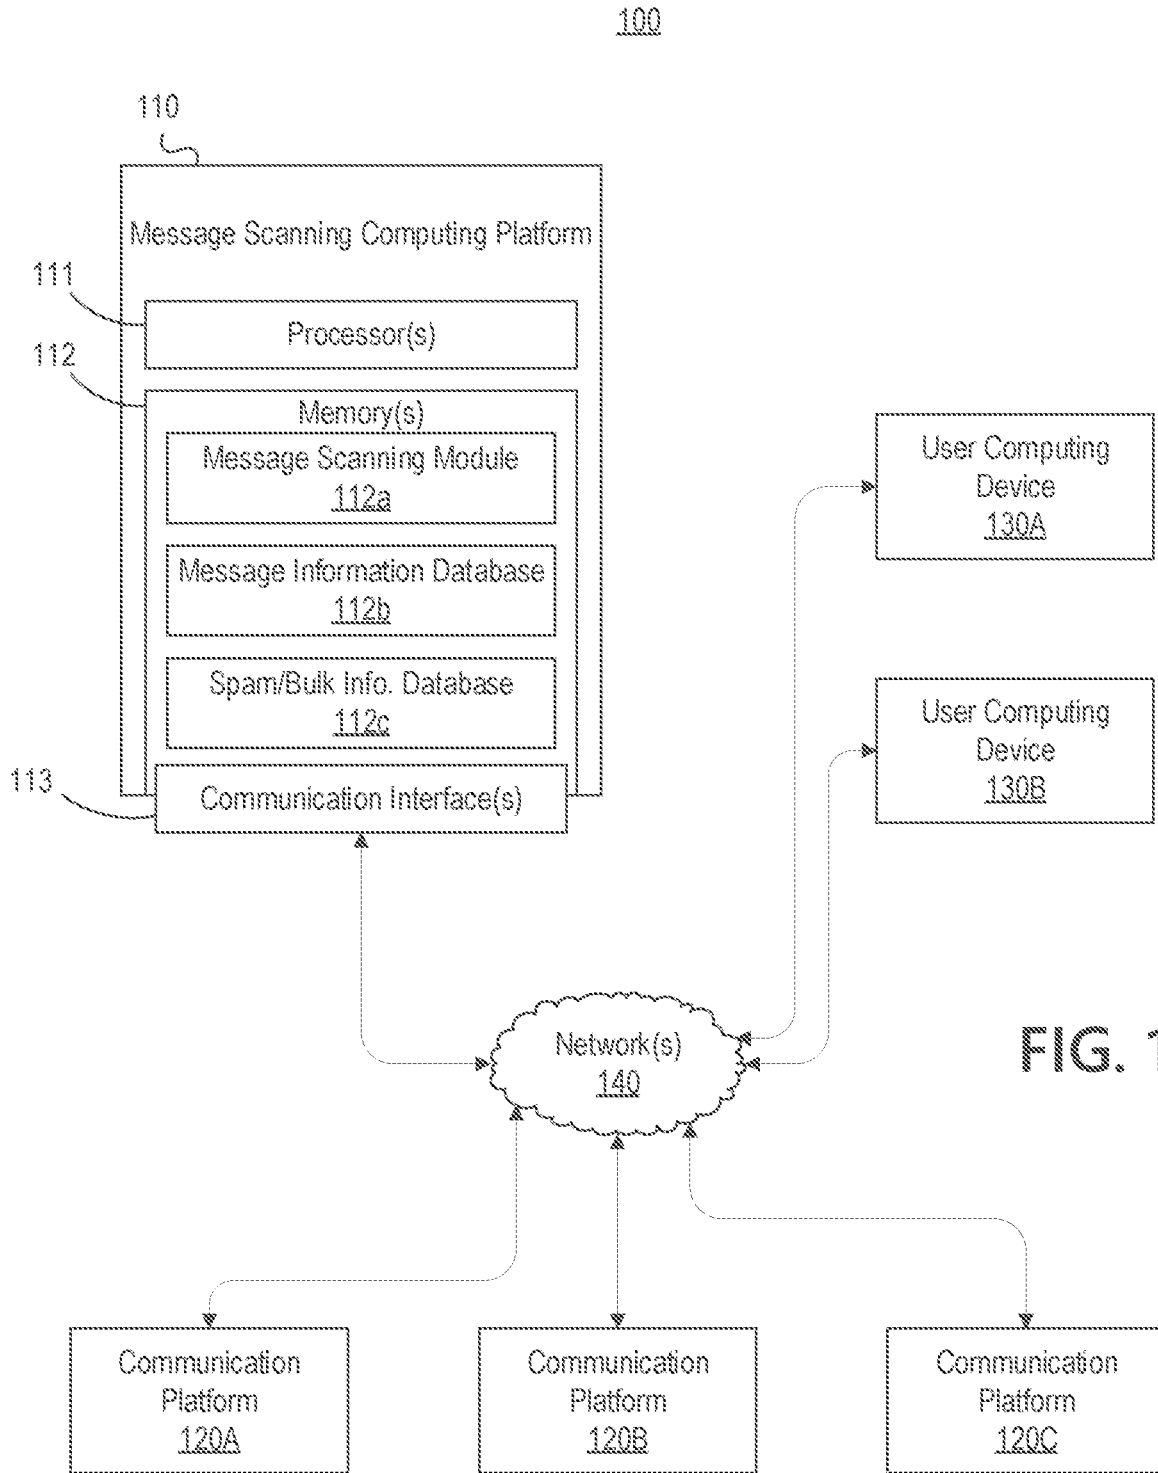 100
110
Message Scanning Computing Platform
111
Processor(s)
112
Memory(s)
Message Scanning Module
112a
Message Information Database
112b
Spam/Bulk Info. Database
112c
113
Communication Interface(s)
User Computing
Device
130A
User Computing
Device
130B
Network(s)
140
FIG. 1
Communication
Platform
120A
Communication
Platform
120B
Communication
Platform
120C